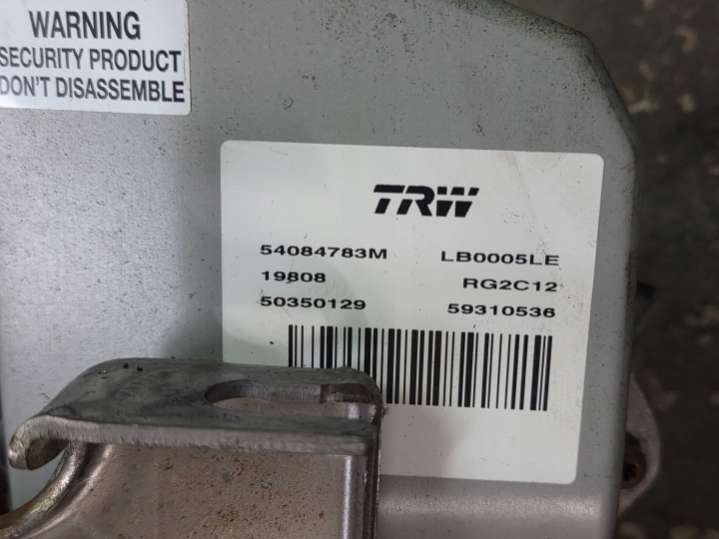 WARNING
SECURITY PRODUCT
DON'T DISASSEMBLE
TRW
54084783M LB0005LE
19808 RG2C12
50350129 59310536